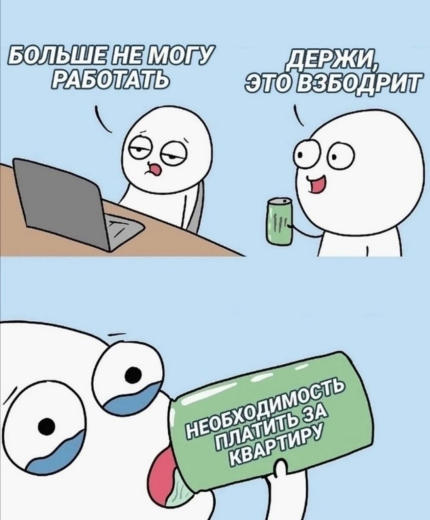 БОЛЬШЕ НЕ МОГУ
РАБОТАТЬ
ДЕРЖИ,
ЭТО ВЗБОДРИТ
НЕОБХОДИМОСТЬ
ПЛАТИТЬ ЗА
КВАРТИРУ